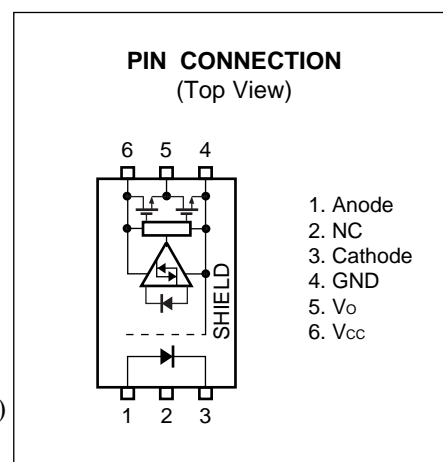 PIN CONNECTION
(Top View)
6 5 4
SHIELD
1 2 3
1. Anode
2. NC
3. Cathode
4. GND
5. Vo
6. Vcc
)